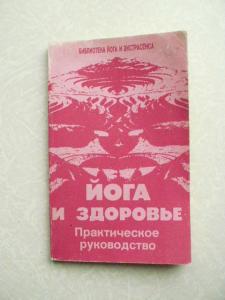 БИБЛИОТЕКА ЙОГА И ЭКСТРАСЕНСА
ЙОГА
И ЗДОРОВЬЕ
Практическое
руководство